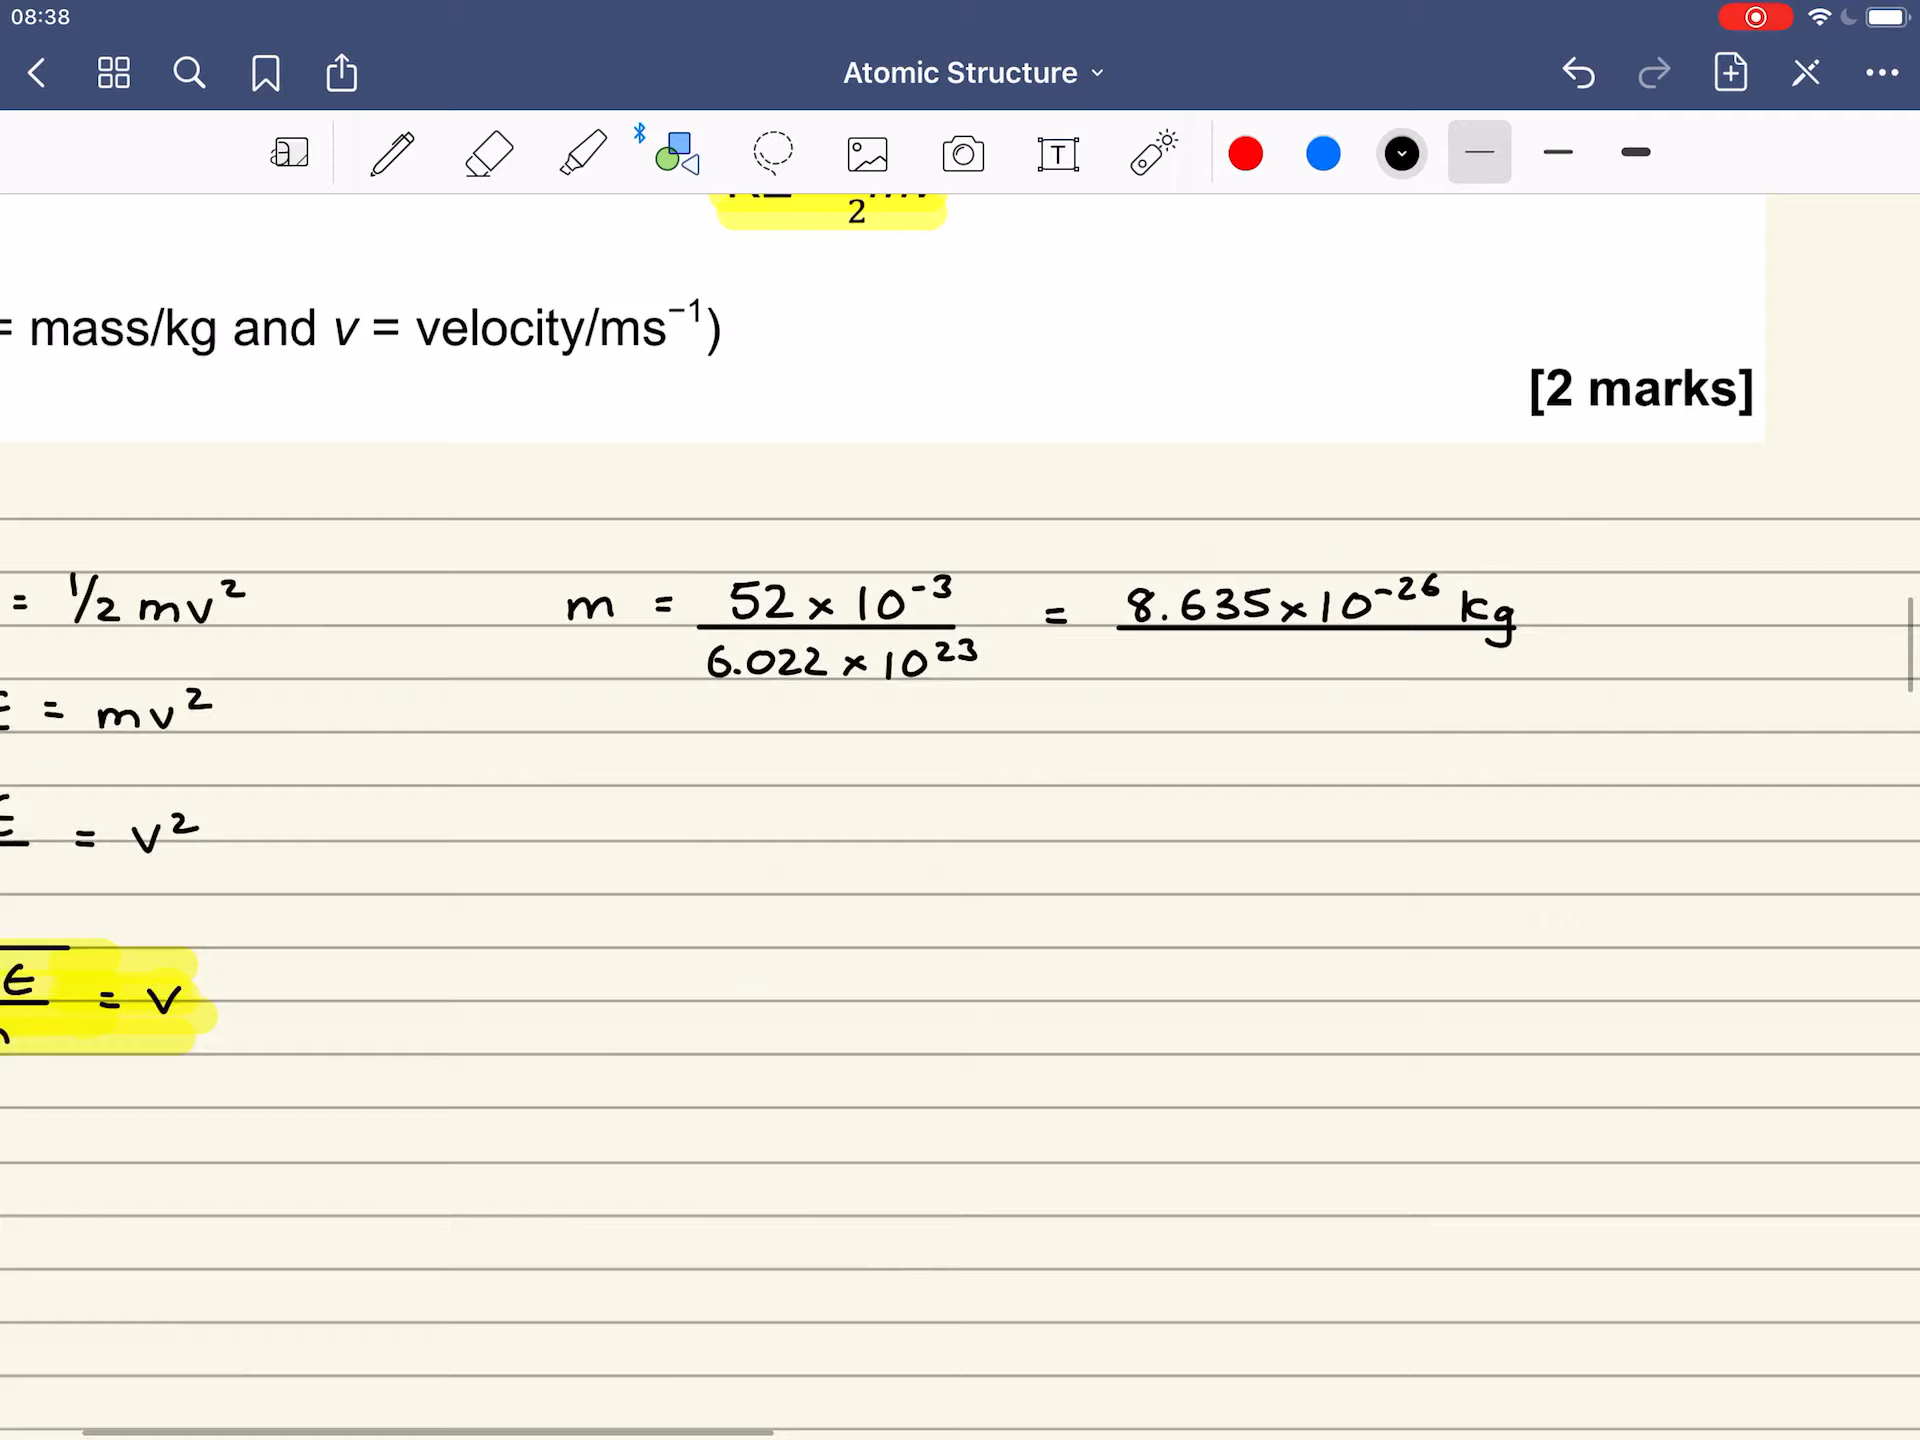 08:38
Atomic Structure
2
= mass/kg and v = velocity/ms⁻¹)
[2 marks]
= 1/2 mv² m = 52 × 10⁻³ / 6.022 × 10²³ = 8.635 × 10⁻²⁶ kg
E = mv²
E = v²
E = v